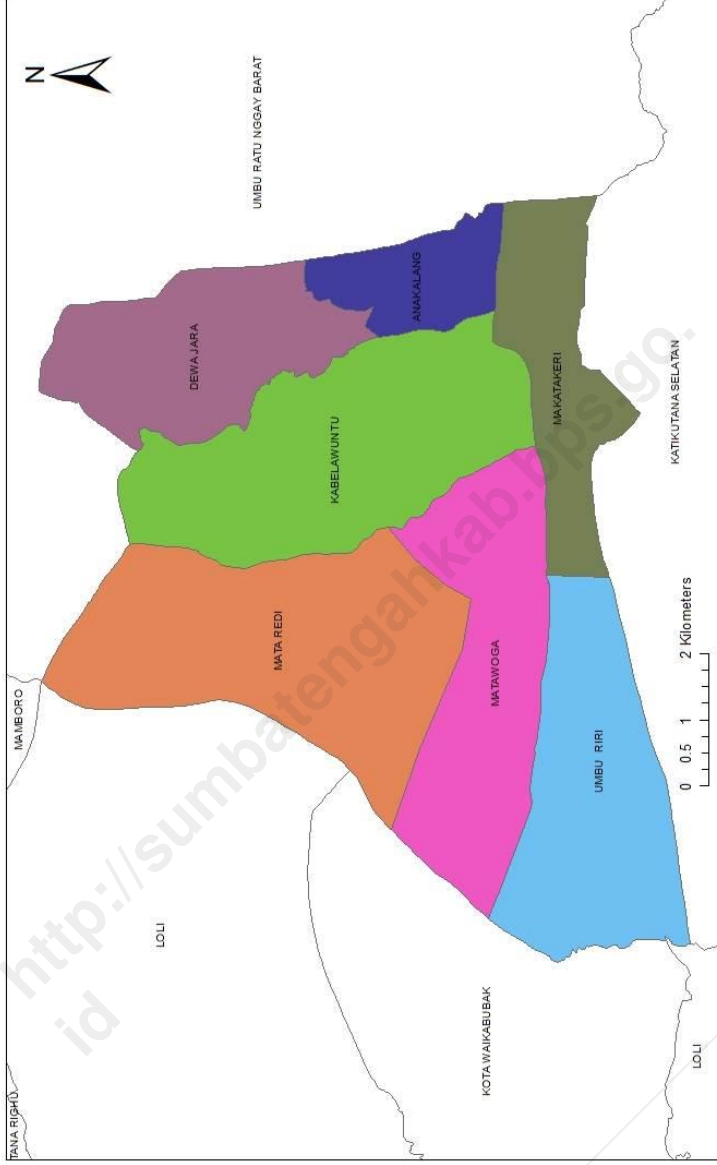 N
UMBU RATU NGGAY BARAT
DEWA JARA
ANAKALANG
KABELAWUNTU
MAKATAKERI
KATIKUTANA SELATAN
MATA REDI
MATAWOGA
UMBU RIRI
MAMBORO
LOLI
KOTA WAIKABUBAK
LOLI
TANA RIGHU
0 0.5 1 2 Kilometers
http://sumbatengahkab.bps.go.
id